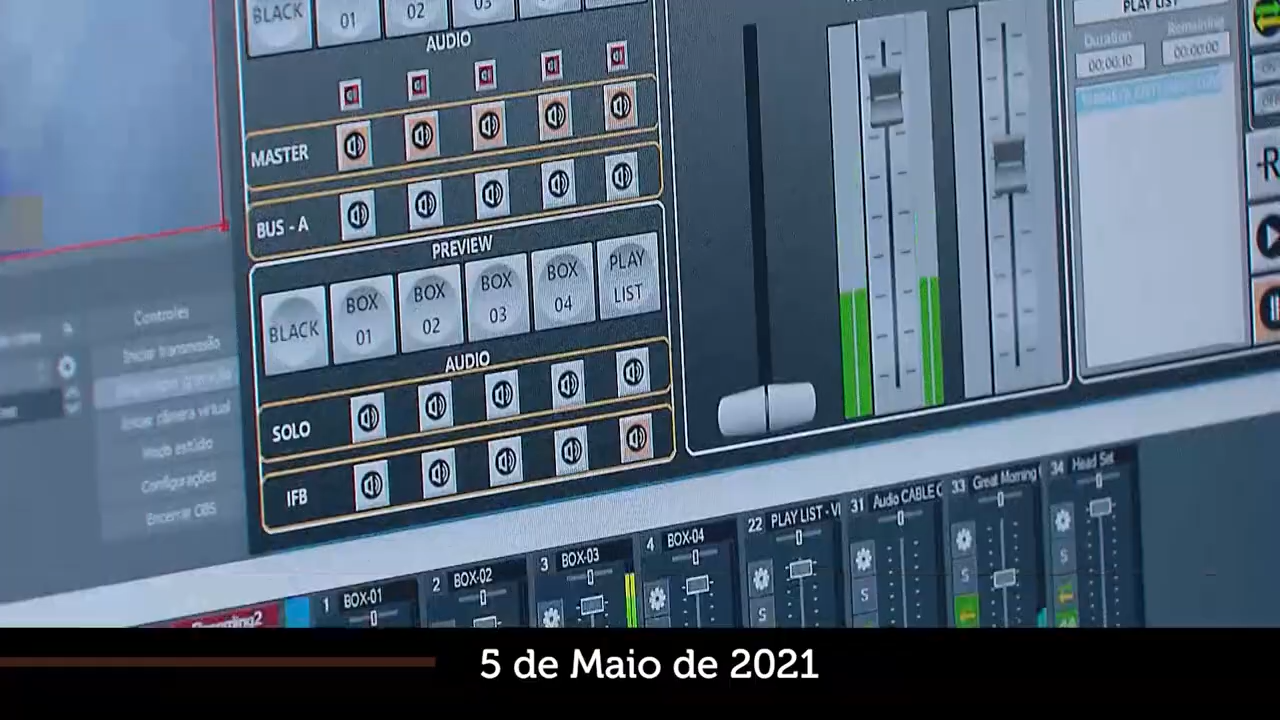 BLACK
01
02
03
AUDIO
MASTER
BUS - A
PREVIEW
BLACK
BOX
01
BOX
02
BOX
03
BOX
04
PLAY
LIST
AUDIO
SOLO
IFB
PLAY LIST
Duration
Remaining
00:00:10
00:00:00
Controles
Iniciar transmissão
Iniciar câmera virtual
Modo estúdio
Configurações
Encerrar OBS
1 BOX-01
2 BOX-02
3 BOX-03
4 BOX-04
22 PLAY LIST - VI
31 Audio CABLE C
33 Great Morning
34 Head Set
S
S
S
S
5 de Maio de 2021